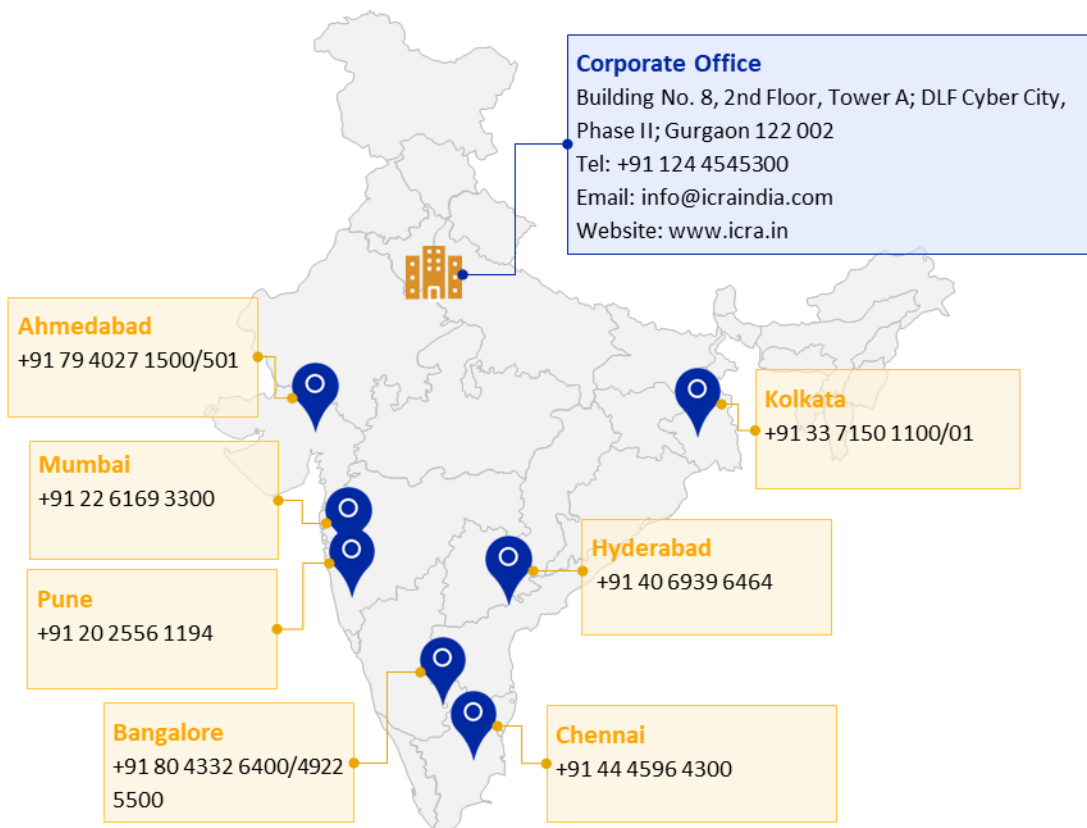 Corporate Office
Building No. 8, 2nd Floor, Tower A; DLF Cyber City,
Phase II; Gurgaon 122 002
Tel: +91 124 4545300
Email: info@icraindia.com
Website: www.icra.in
Ahmedabad
+91 79 4027 1500/501
Kolkata
+91 33 7150 1100/01
Mumbai
+91 22 6169 3300
Hyderabad
+91 40 6939 6464
Pune
+91 20 2556 1194
Bangalore
+91 80 4332 6400/4922
5500
Chennai
+91 44 4596 4300